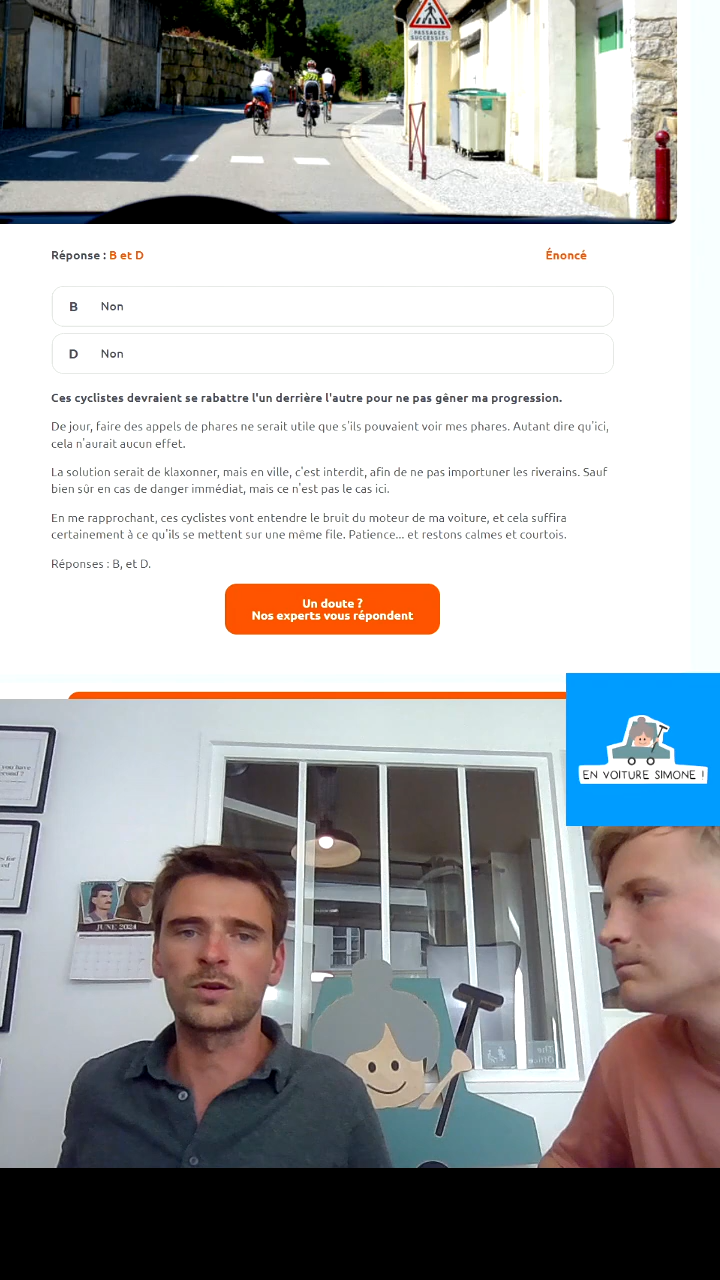 PASSAGES
SUCCESSIFS
Réponse : B et D
Énoncé
B Non
D Non
Ces cyclistes devraient se rabattre l'un derrière l'autre pour ne pas gêner ma progression.
De jour, faire des appels de phares ne serait utile que s'ils pouvaient voir mes phares. Autant dire qu'ici,
cela n'aurait aucun effet.
La solution serait de klaxonner, mais en ville, c'est interdit, afin de ne pas importuner les riverains. Sauf
bien sûr en cas de danger immédiat, mais ce n'est pas le cas ici.
En me rapprochant, ces cyclistes vont entendre le bruit du moteur de ma voiture, et cela suffira
certainement à ce qu'ils se mettent sur une même file. Patience... et restons calmes et courtois.
Réponses : B, et D.
Un doute ?
Nos experts vous répondent
EN VOITURE SIMONE !
you have
JUNE 2024
The
Office